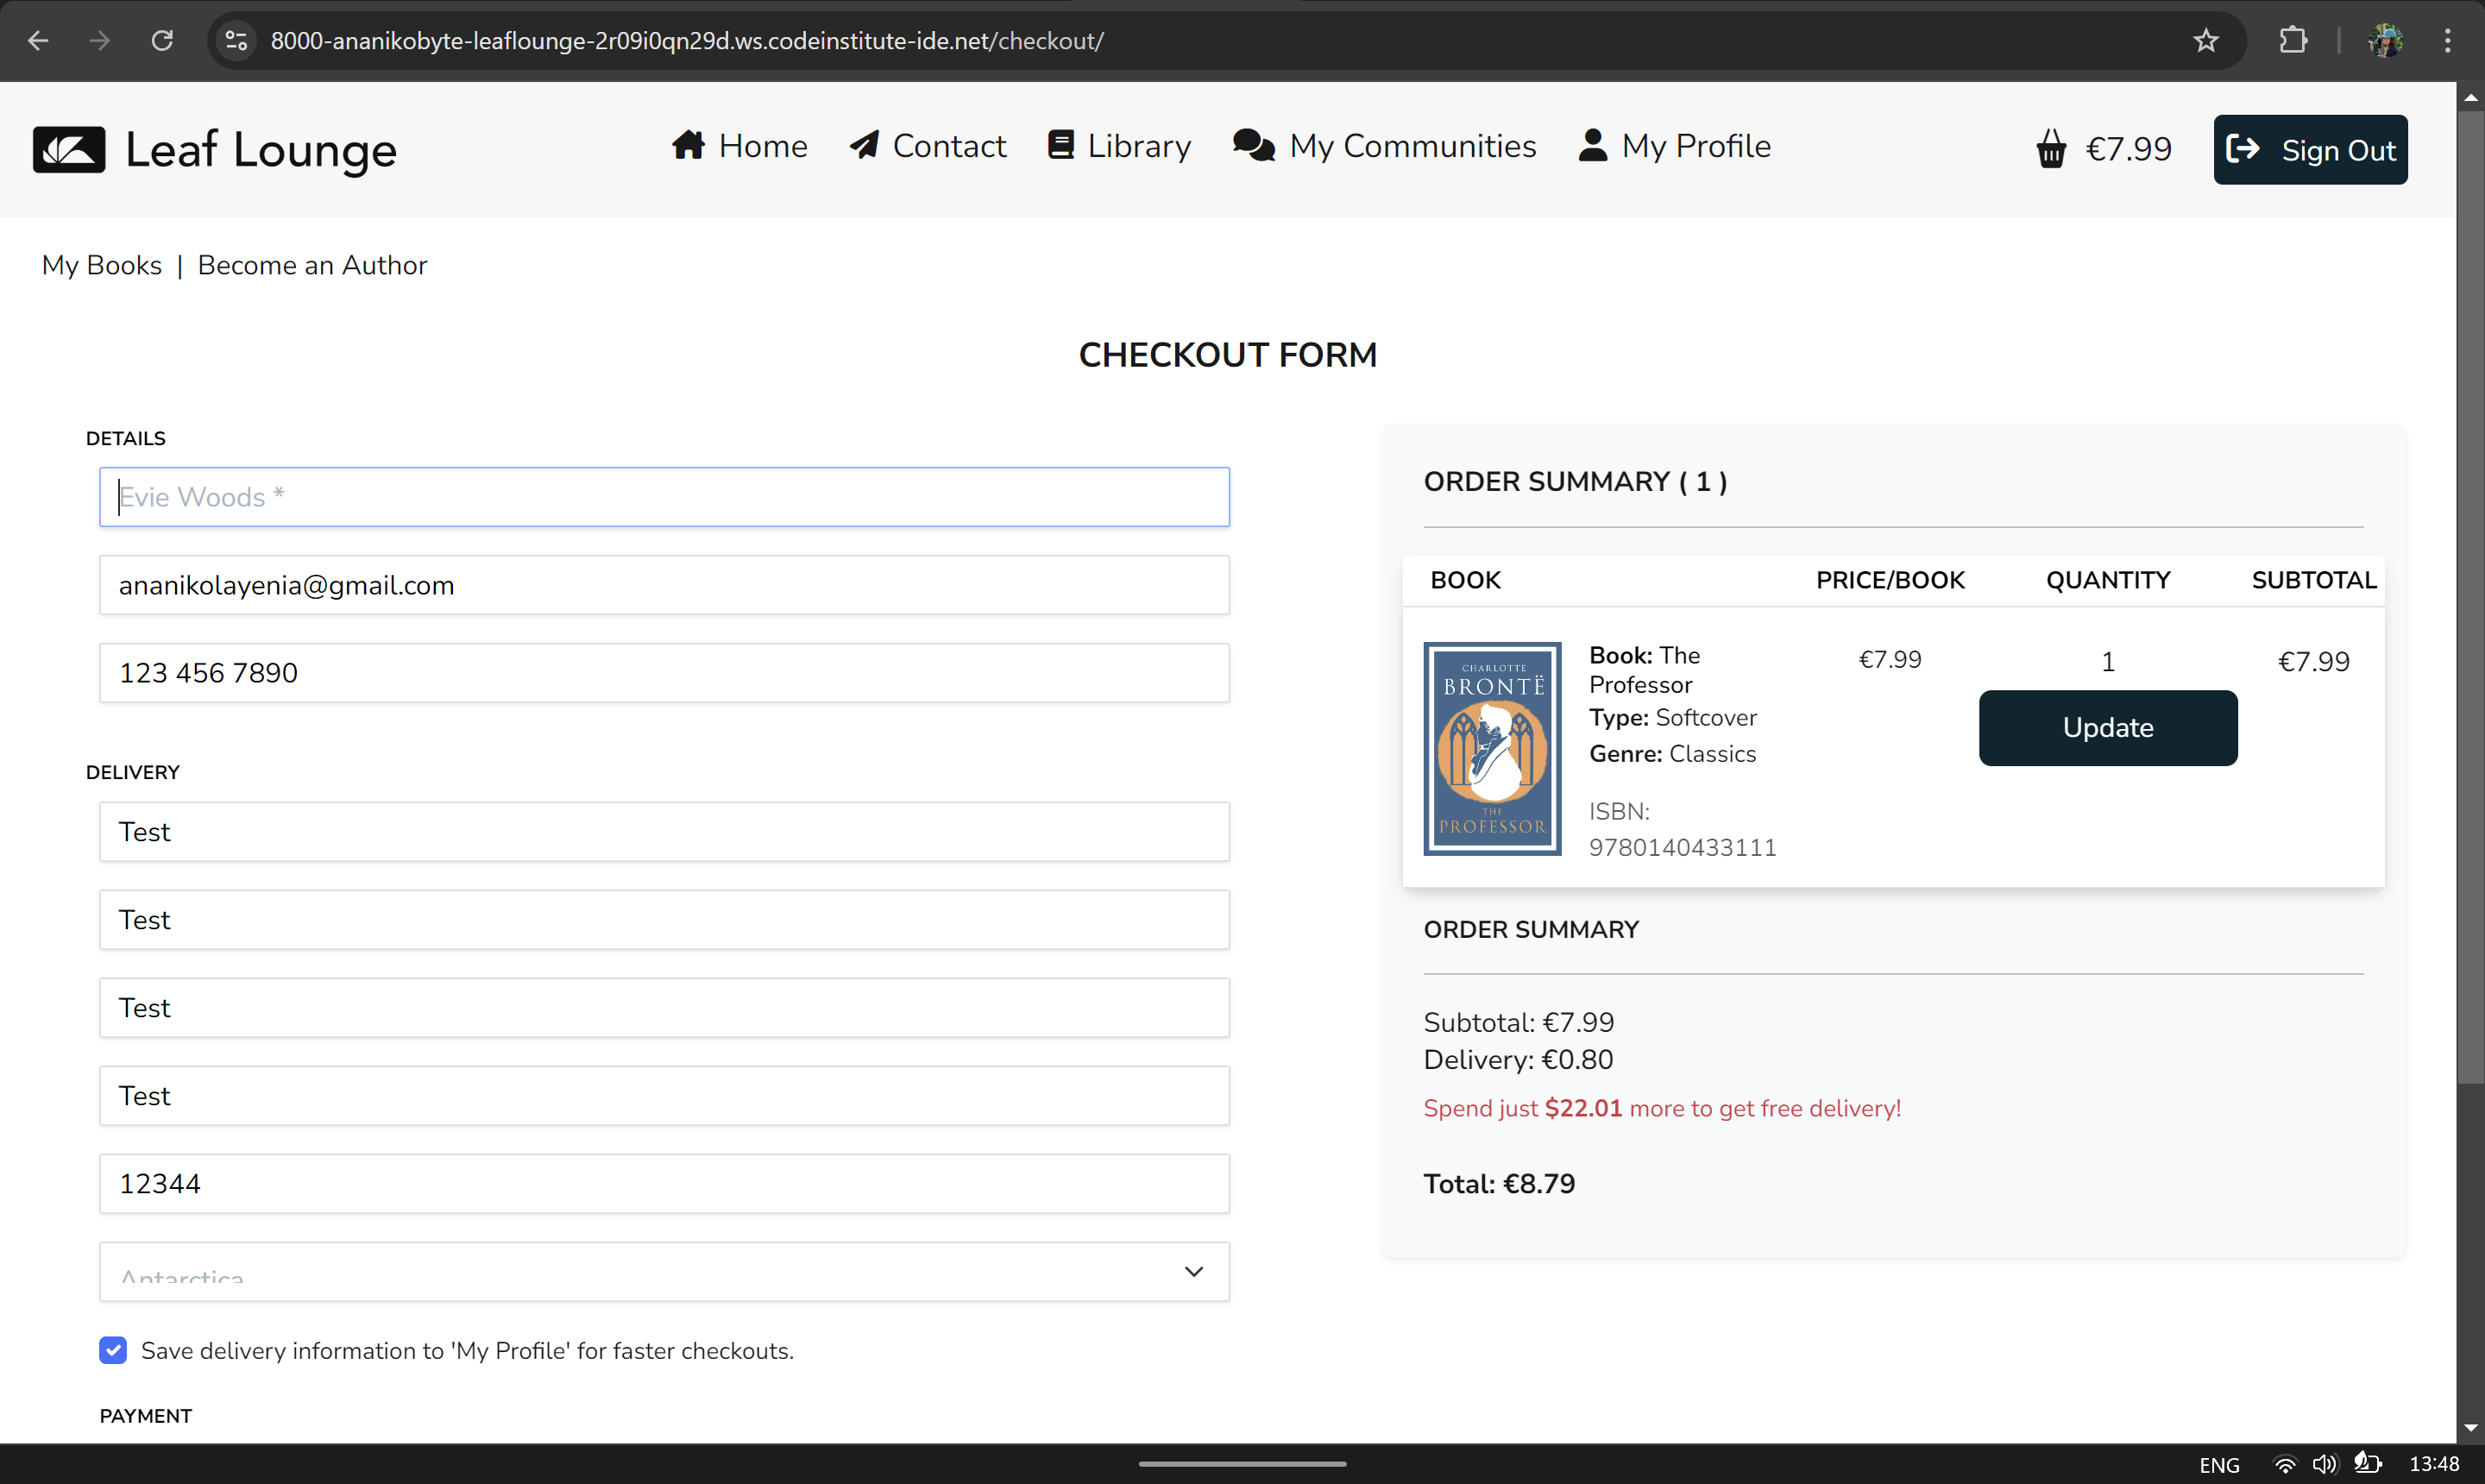 8000-ananikobyte-leaflounge-2r09i0qn29d.ws.codeinstitute-ide.net/checkout/
Leaf Lounge
Home
Contact
Library
My Communities
My Profile
€7.99
Sign Out
My Books | Become an Author
CHECKOUT FORM
DETAILS
Evie Woods *
ananikolayenia@gmail.com
123 456 7890
DELIVERY
Test
Test
Test
Test
12344
Antarctica
Save delivery information to 'My Profile' for faster checkouts.
PAYMENT
ORDER SUMMARY ( 1 )
BOOK PRICE/BOOK QUANTITY SUBTOTAL
CHARLOTTE
BRONTË
THE
PROFESSOR
Book: The
Professor
Type: Softcover
Genre: Classics
ISBN:
9780140433111
€7.99
1
Update
€7.99
ORDER SUMMARY
Subtotal: €7.99
Delivery: €0.80
Spend just $22.01 more to get free delivery!
Total: €8.79
ENG
13:48